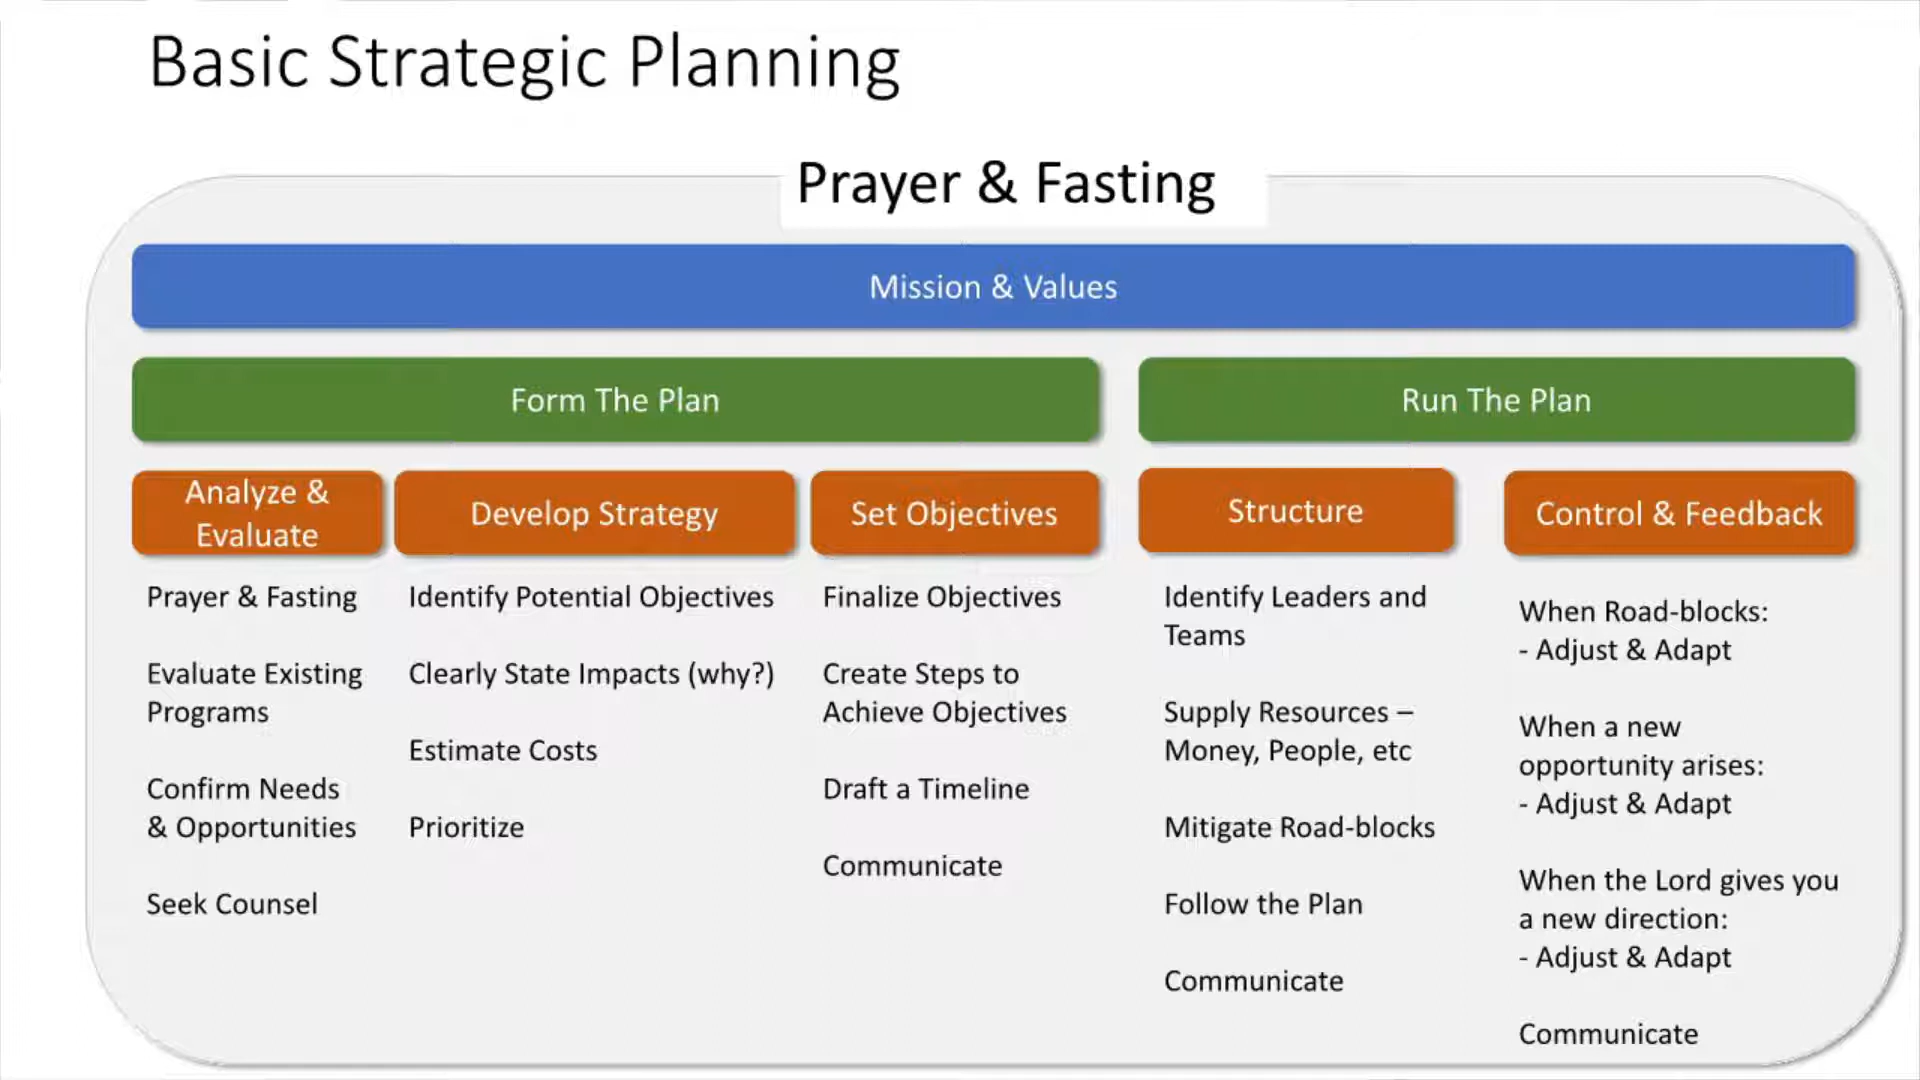 Basic Strategic Planning
Prayer & Fasting
Mission & Values
Form The Plan
Run The Plan
Analyze &
Evaluate
Develop Strategy
Set Objectives
Structure
Control & Feedback
Prayer & Fasting
Evaluate Existing
Programs
Confirm Needs
& Opportunities
Seek Counsel
Identify Potential Objectives
Clearly State Impacts (why?)
Estimate Costs
Prioritize
Finalize Objectives
Create Steps to
Achieve Objectives
Draft a Timeline
Communicate
Identify Leaders and
Teams
Supply Resources –
Money, People, etc
Mitigate Road-blocks
Follow the Plan
Communicate
When Road-blocks:
- Adjust & Adapt
When a new
opportunity arises:
- Adjust & Adapt
When the Lord gives you
a new direction:
- Adjust & Adapt
Communicate